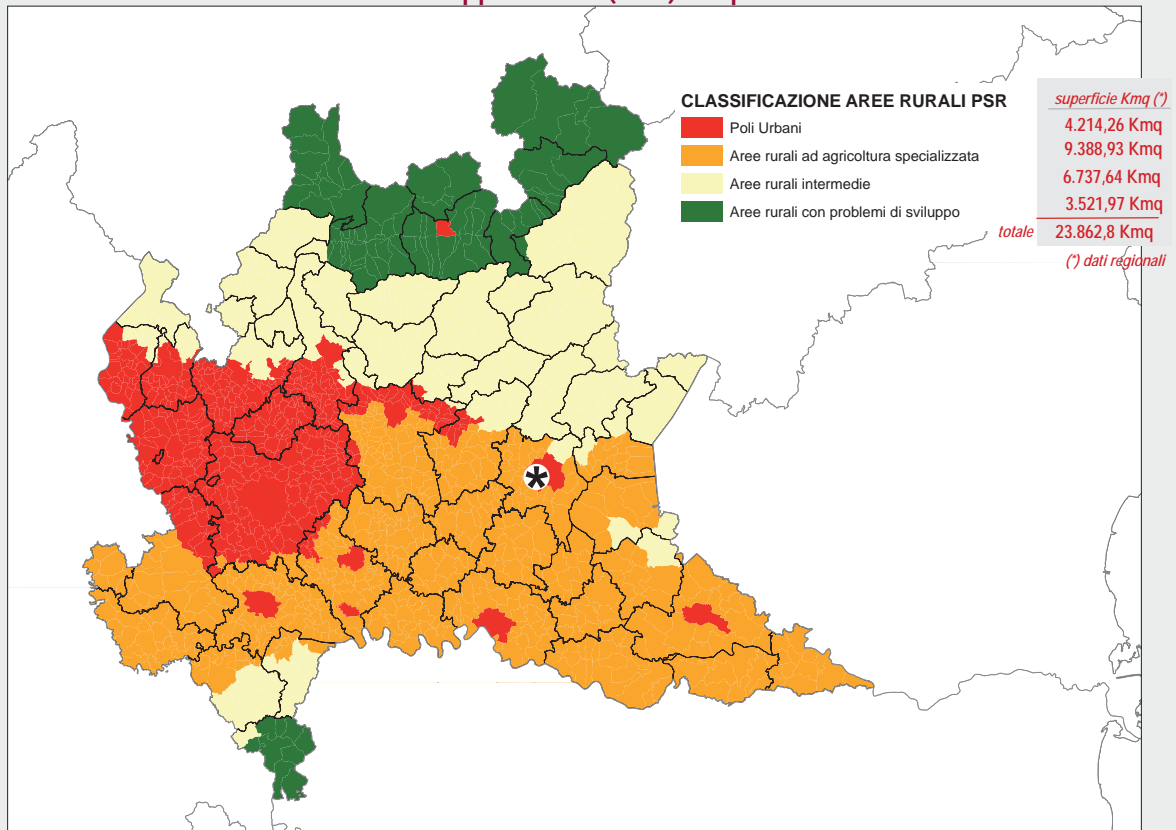 CLASSIFICAZIONE AREE RURALI PSR
superficie Kmq (*)
Poli Urbani
4.214,26 Kmq
Aree rurali ad agricoltura specializzata
9.388,93 Kmq
Aree rurali intermedie
6.737,64 Kmq
Aree rurali con problemi di sviluppo
3.521,97 Kmq
totale 23.862,8 Kmq
(*) dati regionali
*